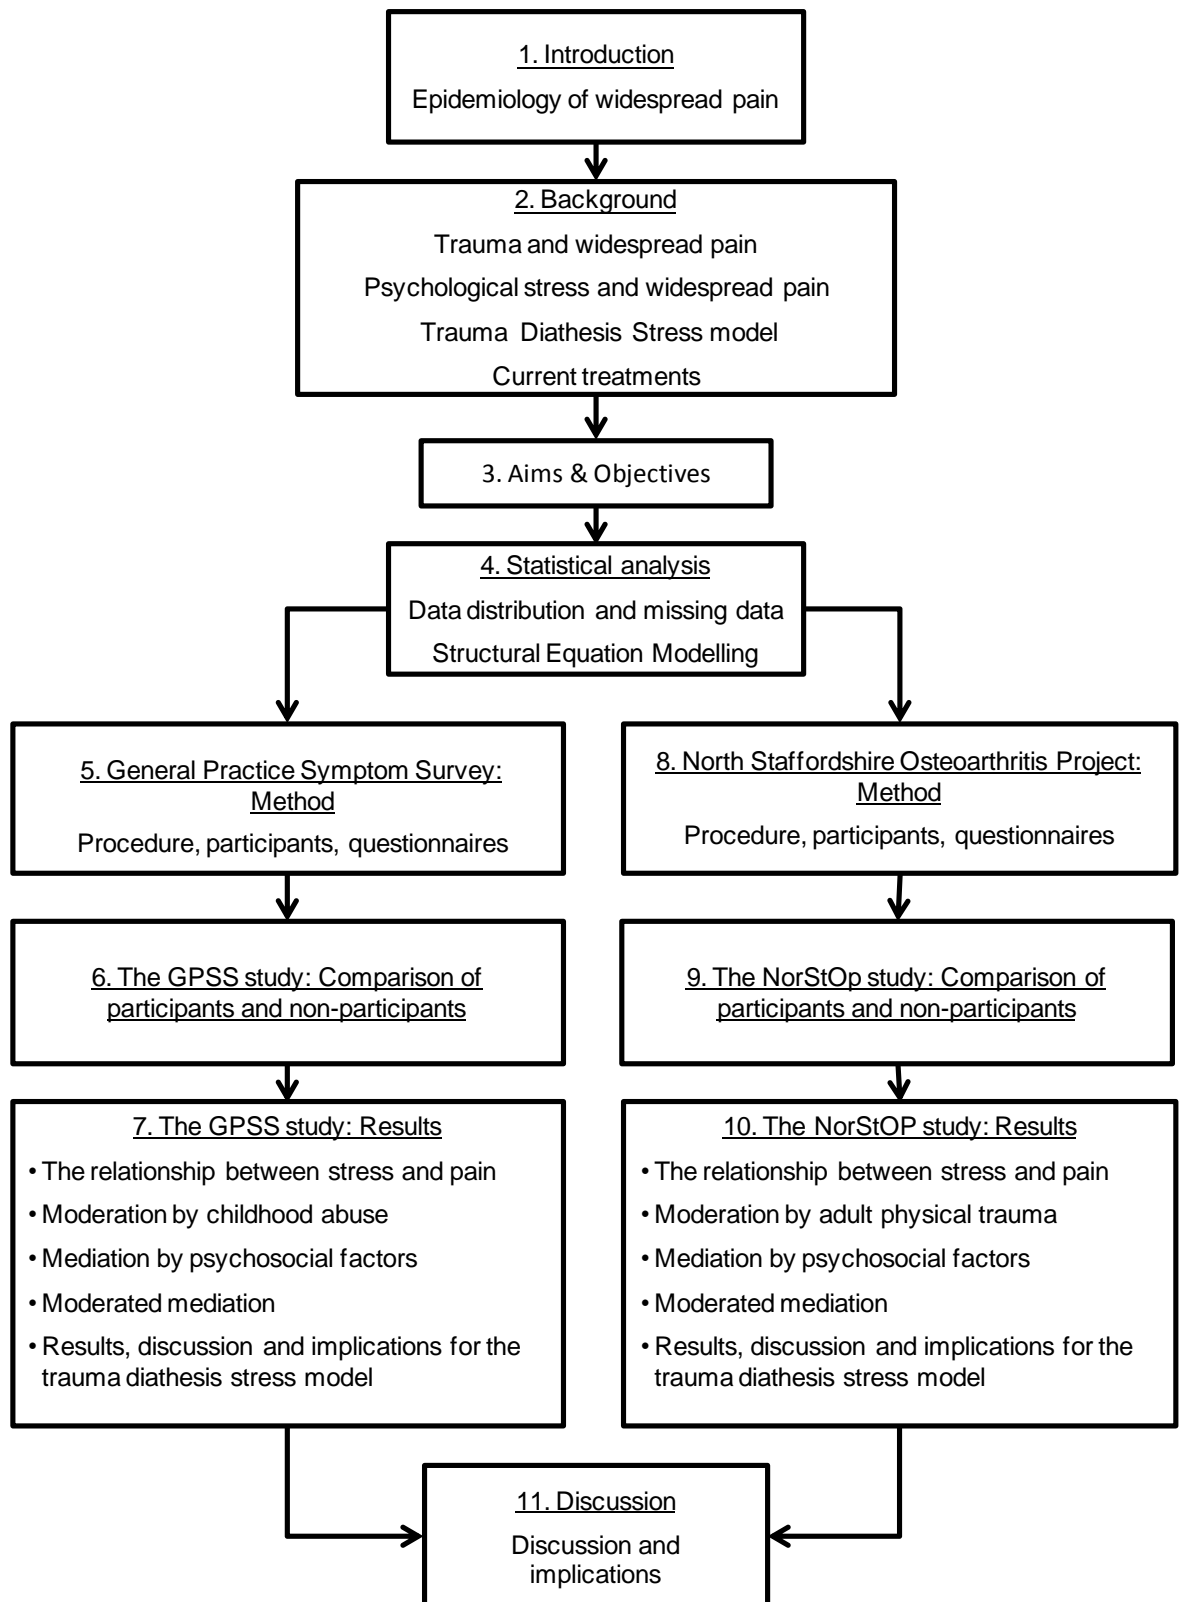 1. Introduction
Epidemiology of widespread pain
2. Background
Trauma and widespread pain
Psychological stress and widespread pain
Trauma Diathesis Stress model
Current treatments
3. Aims & Objectives
4. Statistical analysis
Data distribution and missing data
Structural Equation Modelling
5. General Practice Symptom Survey:
Method
Procedure, participants, questionnaires
6. The GPSS study: Comparison of
participants and non-participants
7. The GPSS study: Results
• The relationship between stress and pain
• Moderation by childhood abuse
• Mediation by psychosocial factors
• Moderated mediation
• Results, discussion and implications for the
trauma diathesis stress model
8. North Staffordshire Osteoarthritis Project:
Method
Procedure, participants, questionnaires
9. The NorStOp study: Comparison of
participants and non-participants
10. The NorStOP study: Results
• The relationship between stress and pain
• Moderation by adult physical trauma
• Mediation by psychosocial factors
• Moderated mediation
• Results, discussion and implications for the
trauma diathesis stress model
11. Discussion
Discussion and
implications